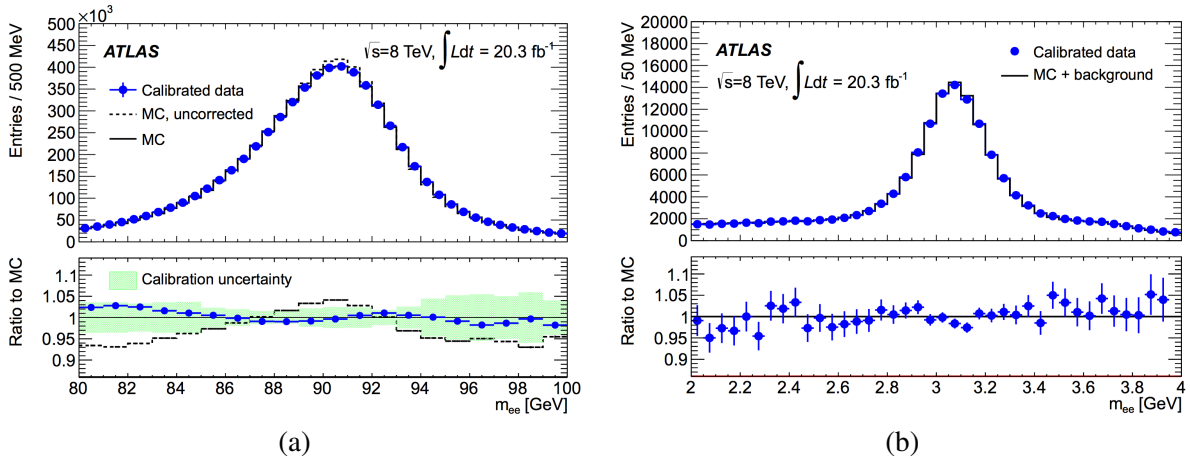 ×10³
500
450
400
350
300
250
200
150
100
50
0
Entries / 500 MeV
ATLAS
√s=8 TeV, ∫Ldt = 20.3 fb⁻¹
Calibrated data
MC, uncorrected
MC
Calibration uncertainty
Ratio to MC
1.1
1.05
1
0.95
0.9
80 82 84 86 88 90 92 94 96 98 100
m_ee [GeV]
(a)
20000
18000
16000
14000
12000
10000
8000
6000
4000
2000
0
Entries / 50 MeV
ATLAS
√s=8 TeV, ∫Ldt = 20.3 fb⁻¹
Calibrated data
MC + background
Ratio to MC
1.1
1.05
1
0.95
0.9
2 2.2 2.4 2.6 2.8 3 3.2 3.4 3.6 3.8 4
m_ee [GeV]
(b)